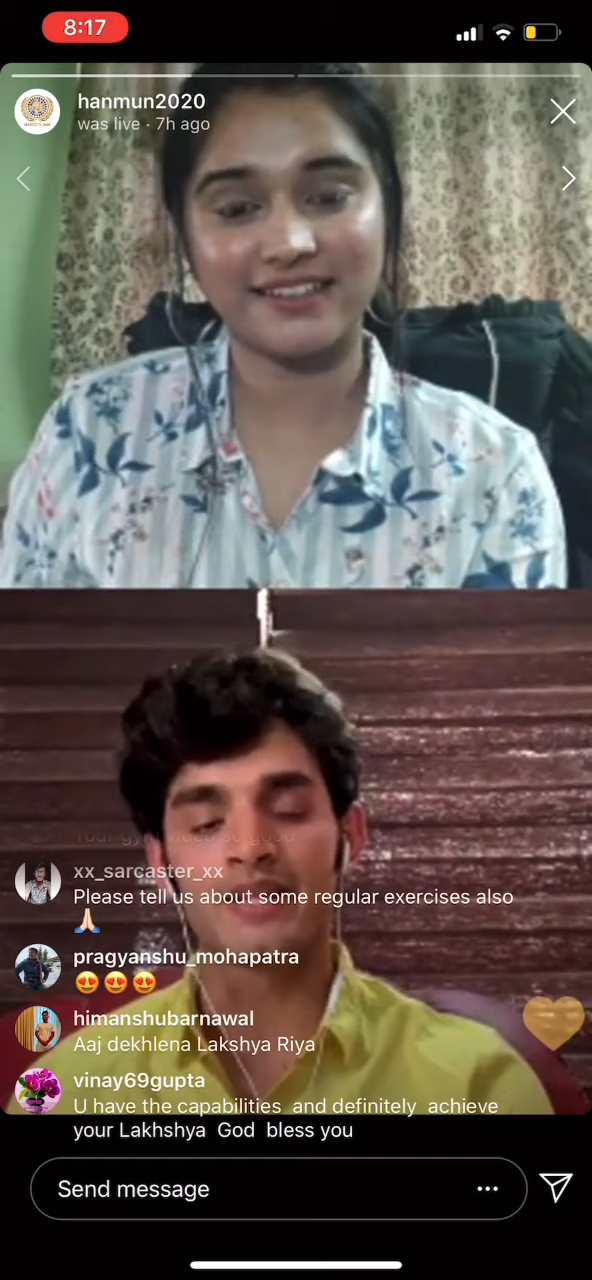 8:17
hanmun2020
was live · 7h ago
xx_sarcaster_xx
Please tell us about some regular exercises also
🙏🏻
pragyanshu_mohapatra
😍😍😍
himanshubarnawal
Aaj dekhlena Lakshya Riya
vinay69gupta
U have the capabilities and definitely achieve
your Lakhshya God bless you
Send message